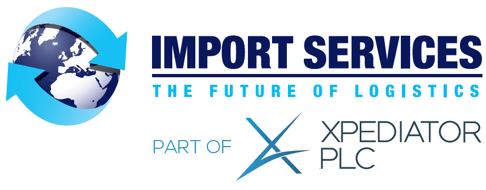 IMPORT SERVICES
THE FUTURE OF LOGISTICS
PART OF
XPEDIATOR
PLC